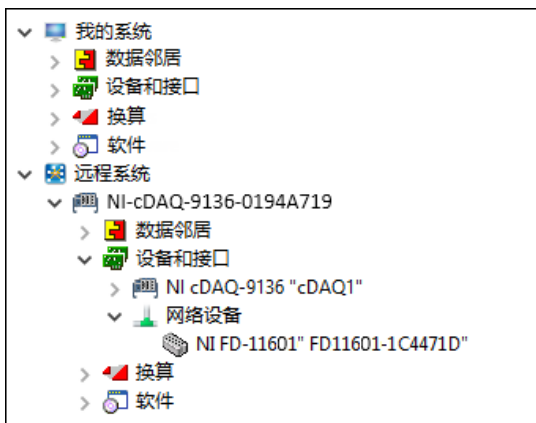 我的系统
数据邻居
设备和接口
换算
软件
远程系统
NI-cDAQ-9136-0194A719
数据邻居
设备和接口
NI cDAQ-9136 "cDAQ1"
网络设备
NI FD-11601" FD11601-1C4471D"
换算
软件